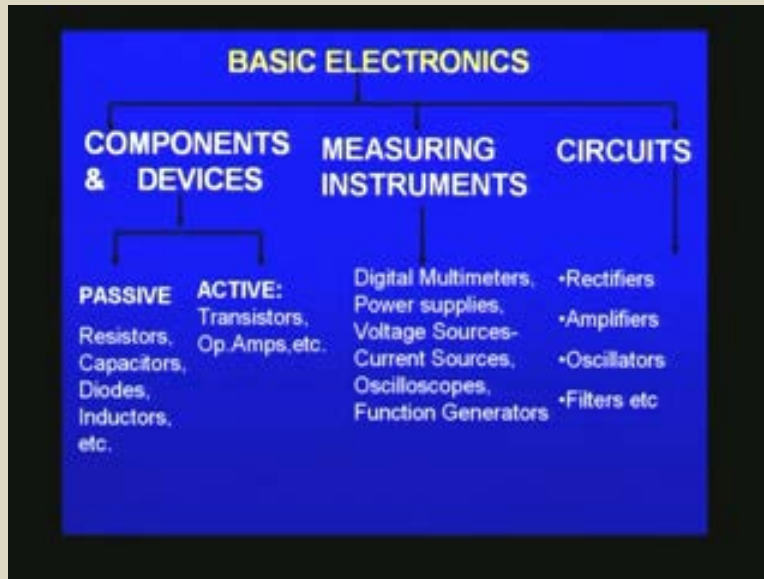 BASIC ELECTRONICS
COMPONENTS
& DEVICES
MEASURING
INSTRUMENTS
CIRCUITS
PASSIVE
Resistors,
Capacitors,
Diodes,
Inductors,
etc.
ACTIVE:
Transistors,
Op.Amps,etc.
Digital Multimeters,
Power supplies,
Voltage Sources-
Current Sources,
Oscilloscopes,
Function Generators
•Rectifiers
•Amplifiers
•Oscillators
•Filters etc